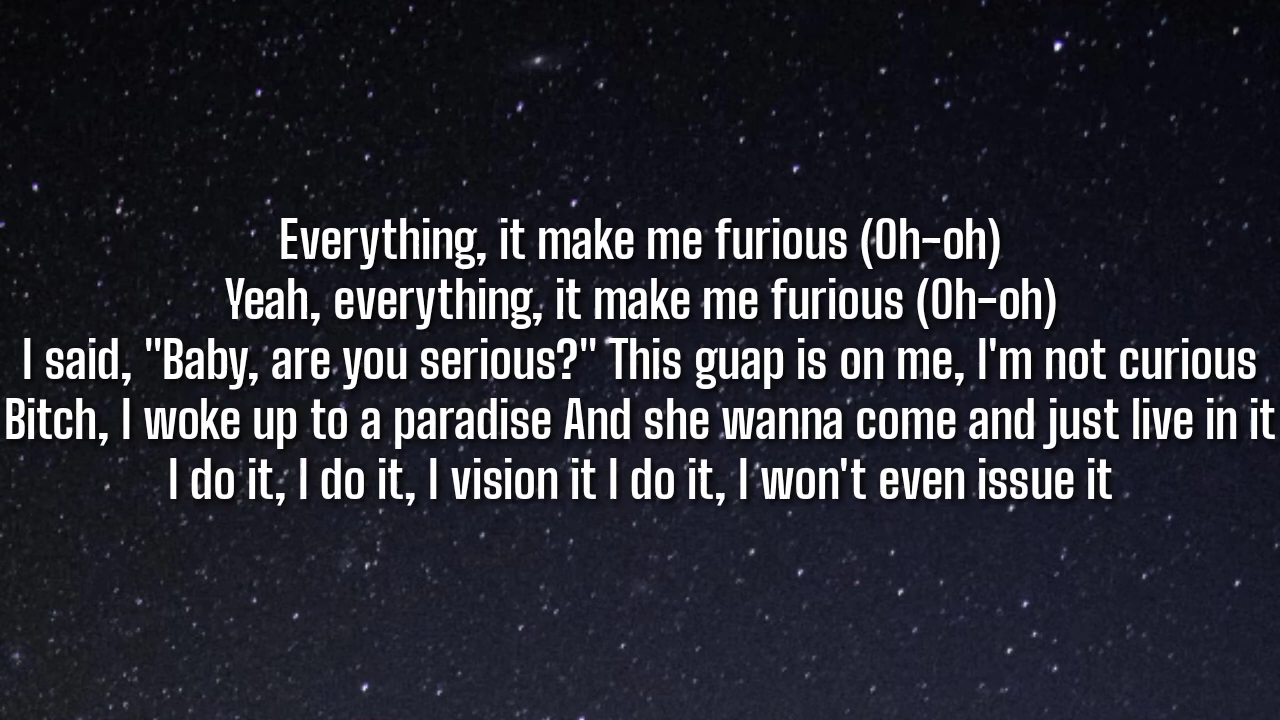 Everything, it make me furious (Oh-oh)
Yeah, everything, it make me furious (Oh-oh)
I said, "Baby, are you serious?" This guap is on me, I'm not curious
Bitch, I woke up to a paradise And she wanna come and just live in it
I do it, I do it, I vision it I do it, I won't even issue it